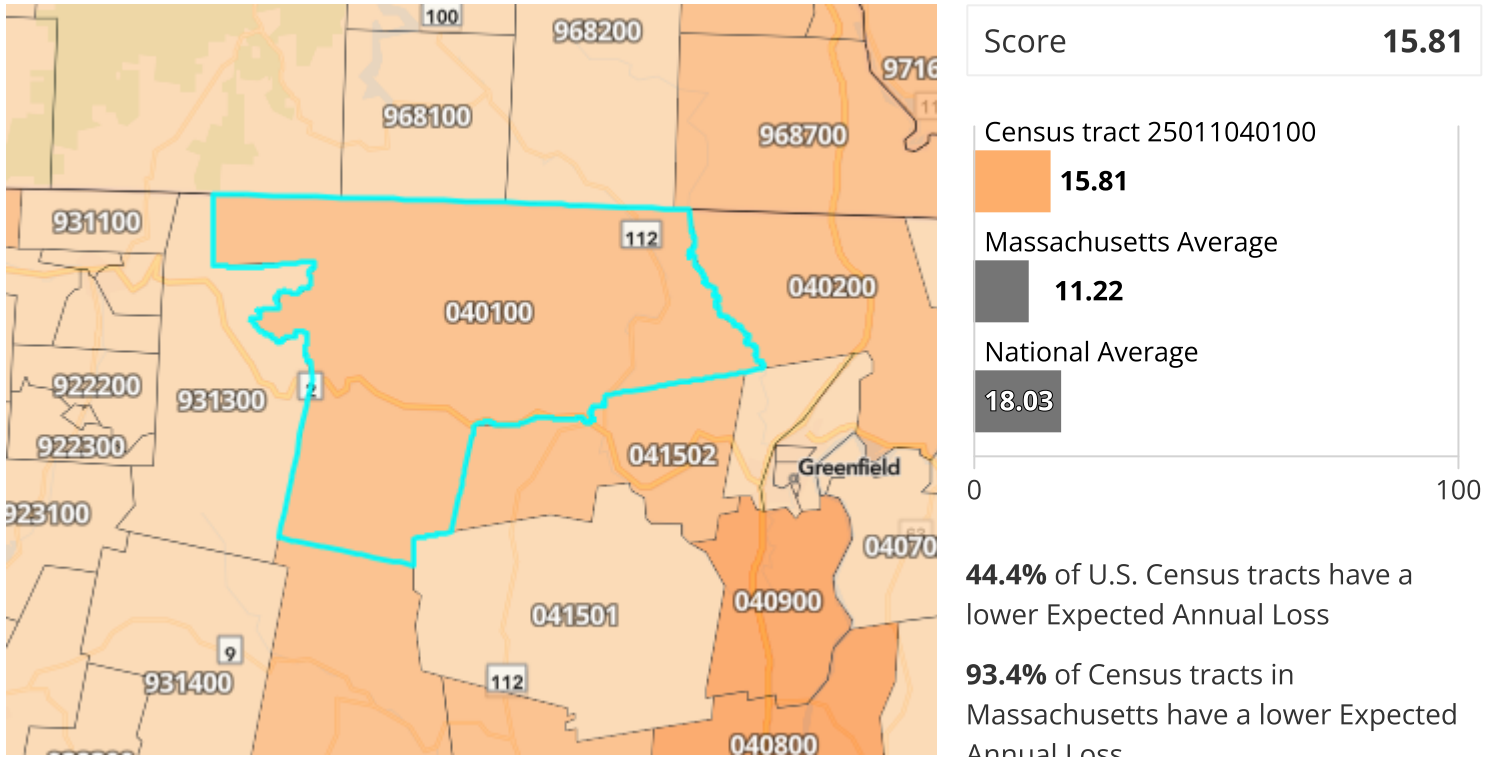 100
968200
9716
968100
968700
931100
112
040200
040100
922200
2
931300
922300
041502
Greenfield
923100
04070
040900
041501
9
931400
112
040800
Score 15.81
Census tract 25011040100
15.81
Massachusetts Average
11.22
National Average
18.03
0 100
44.4% of U.S. Census tracts have a
lower Expected Annual Loss
93.4% of Census tracts in
Massachusetts have a lower Expected
Annual Loss